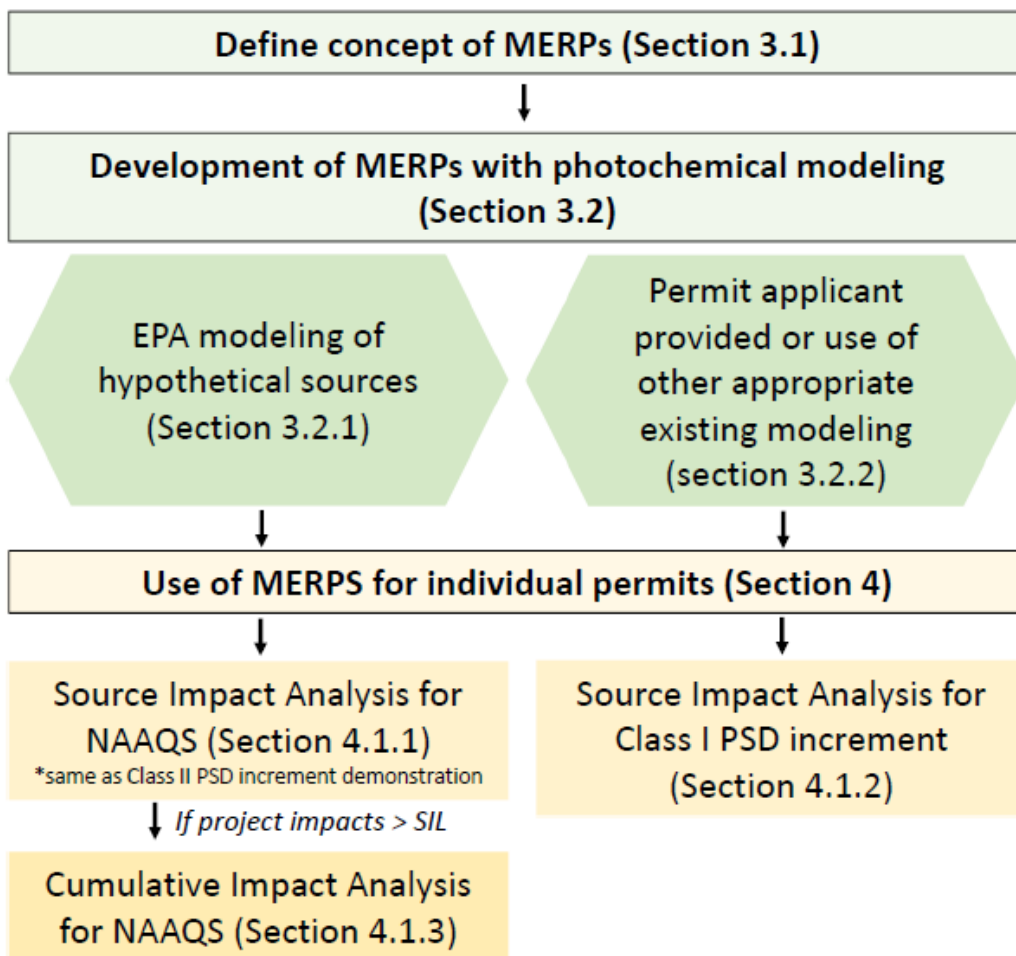 Define concept of MERPs (Section 3.1)
Development of MERPs with photochemical modeling
(Section 3.2)
EPA modeling of
hypothetical sources
(Section 3.2.1)
Permit applicant
provided or use of
other appropriate
existing modeling
(section 3.2.2)
Use of MERPS for individual permits (Section 4)
Source Impact Analysis for
NAAQS (Section 4.1.1)
*same as Class II PSD increment demonstration
Source Impact Analysis for
Class I PSD increment
(Section 4.1.2)
If project impacts > SIL
Cumulative Impact Analysis
for NAAQS (Section 4.1.3)